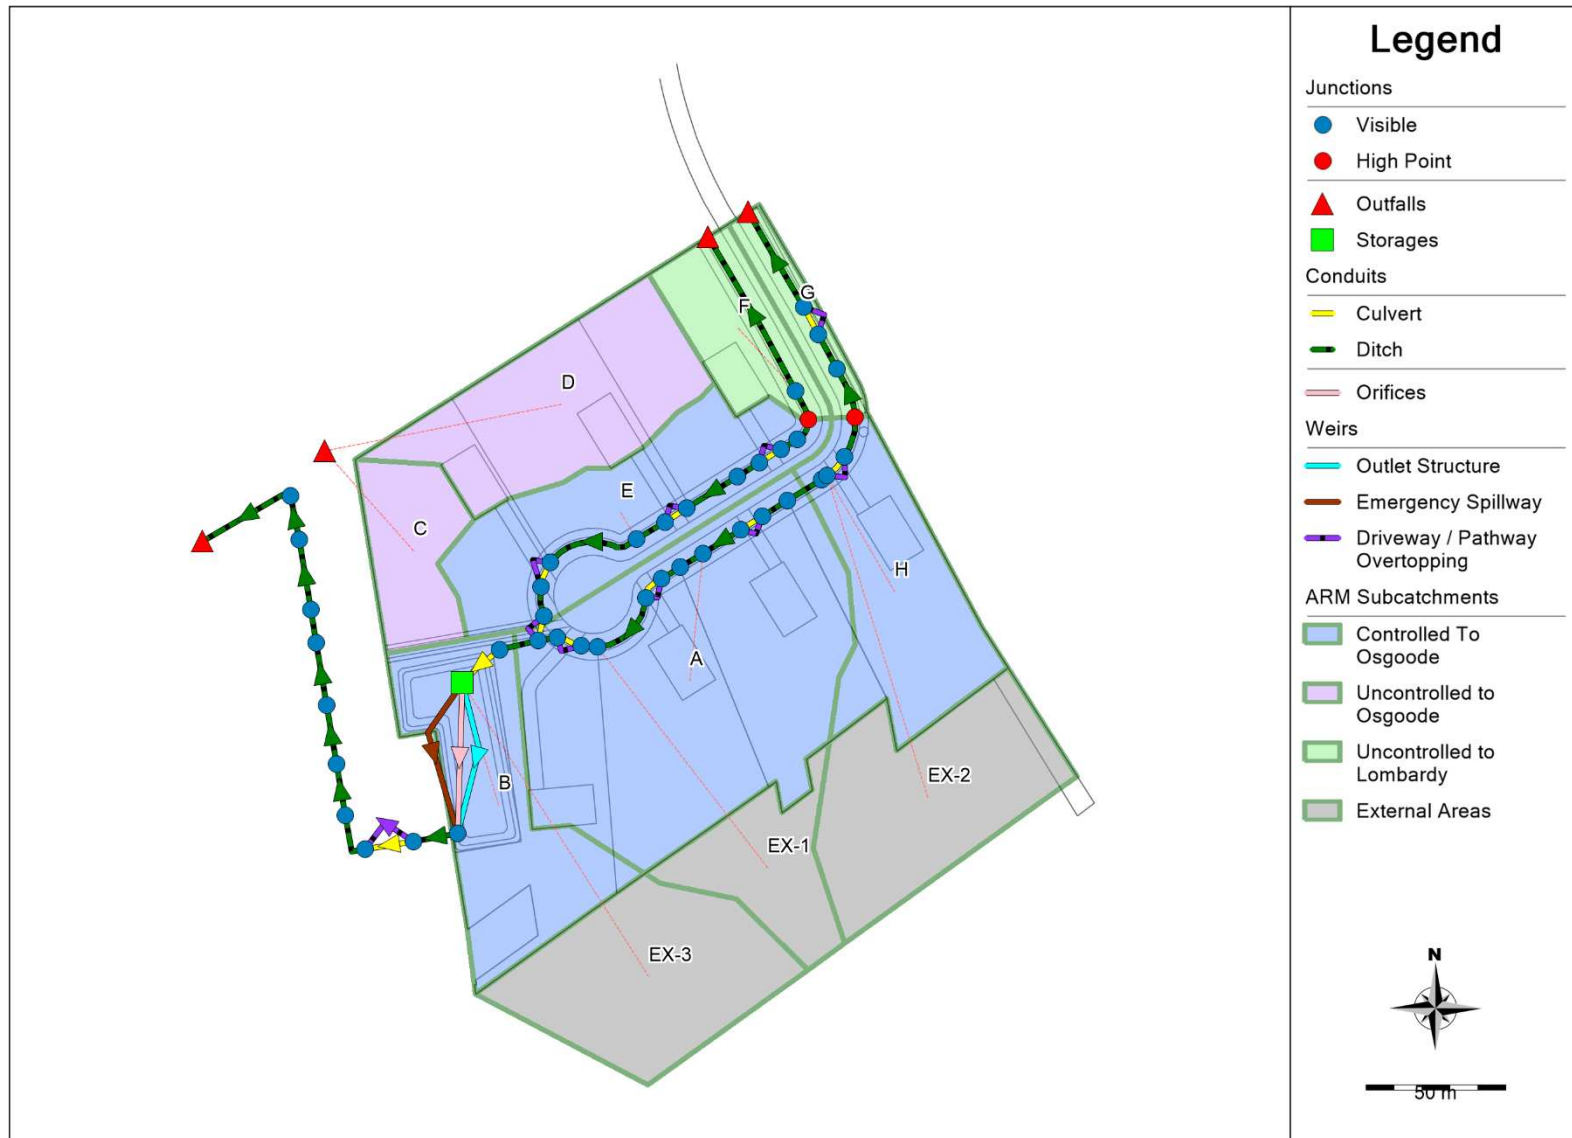 Legend
Junctions
Visible
High Point
Outfalls
Storages
Conduits
Culvert
Ditch
Orifices
Weirs
Outlet Structure
Emergency Spillway
Driveway / Pathway
Overtopping
ARM Subcatchments
Controlled To
Osgoode
Uncontrolled to
Osgoode
Uncontrolled to
Lombardy
External Areas
G
F
D
E
C
H
A
B
EX-2
EX-1
EX-3
N
50 m